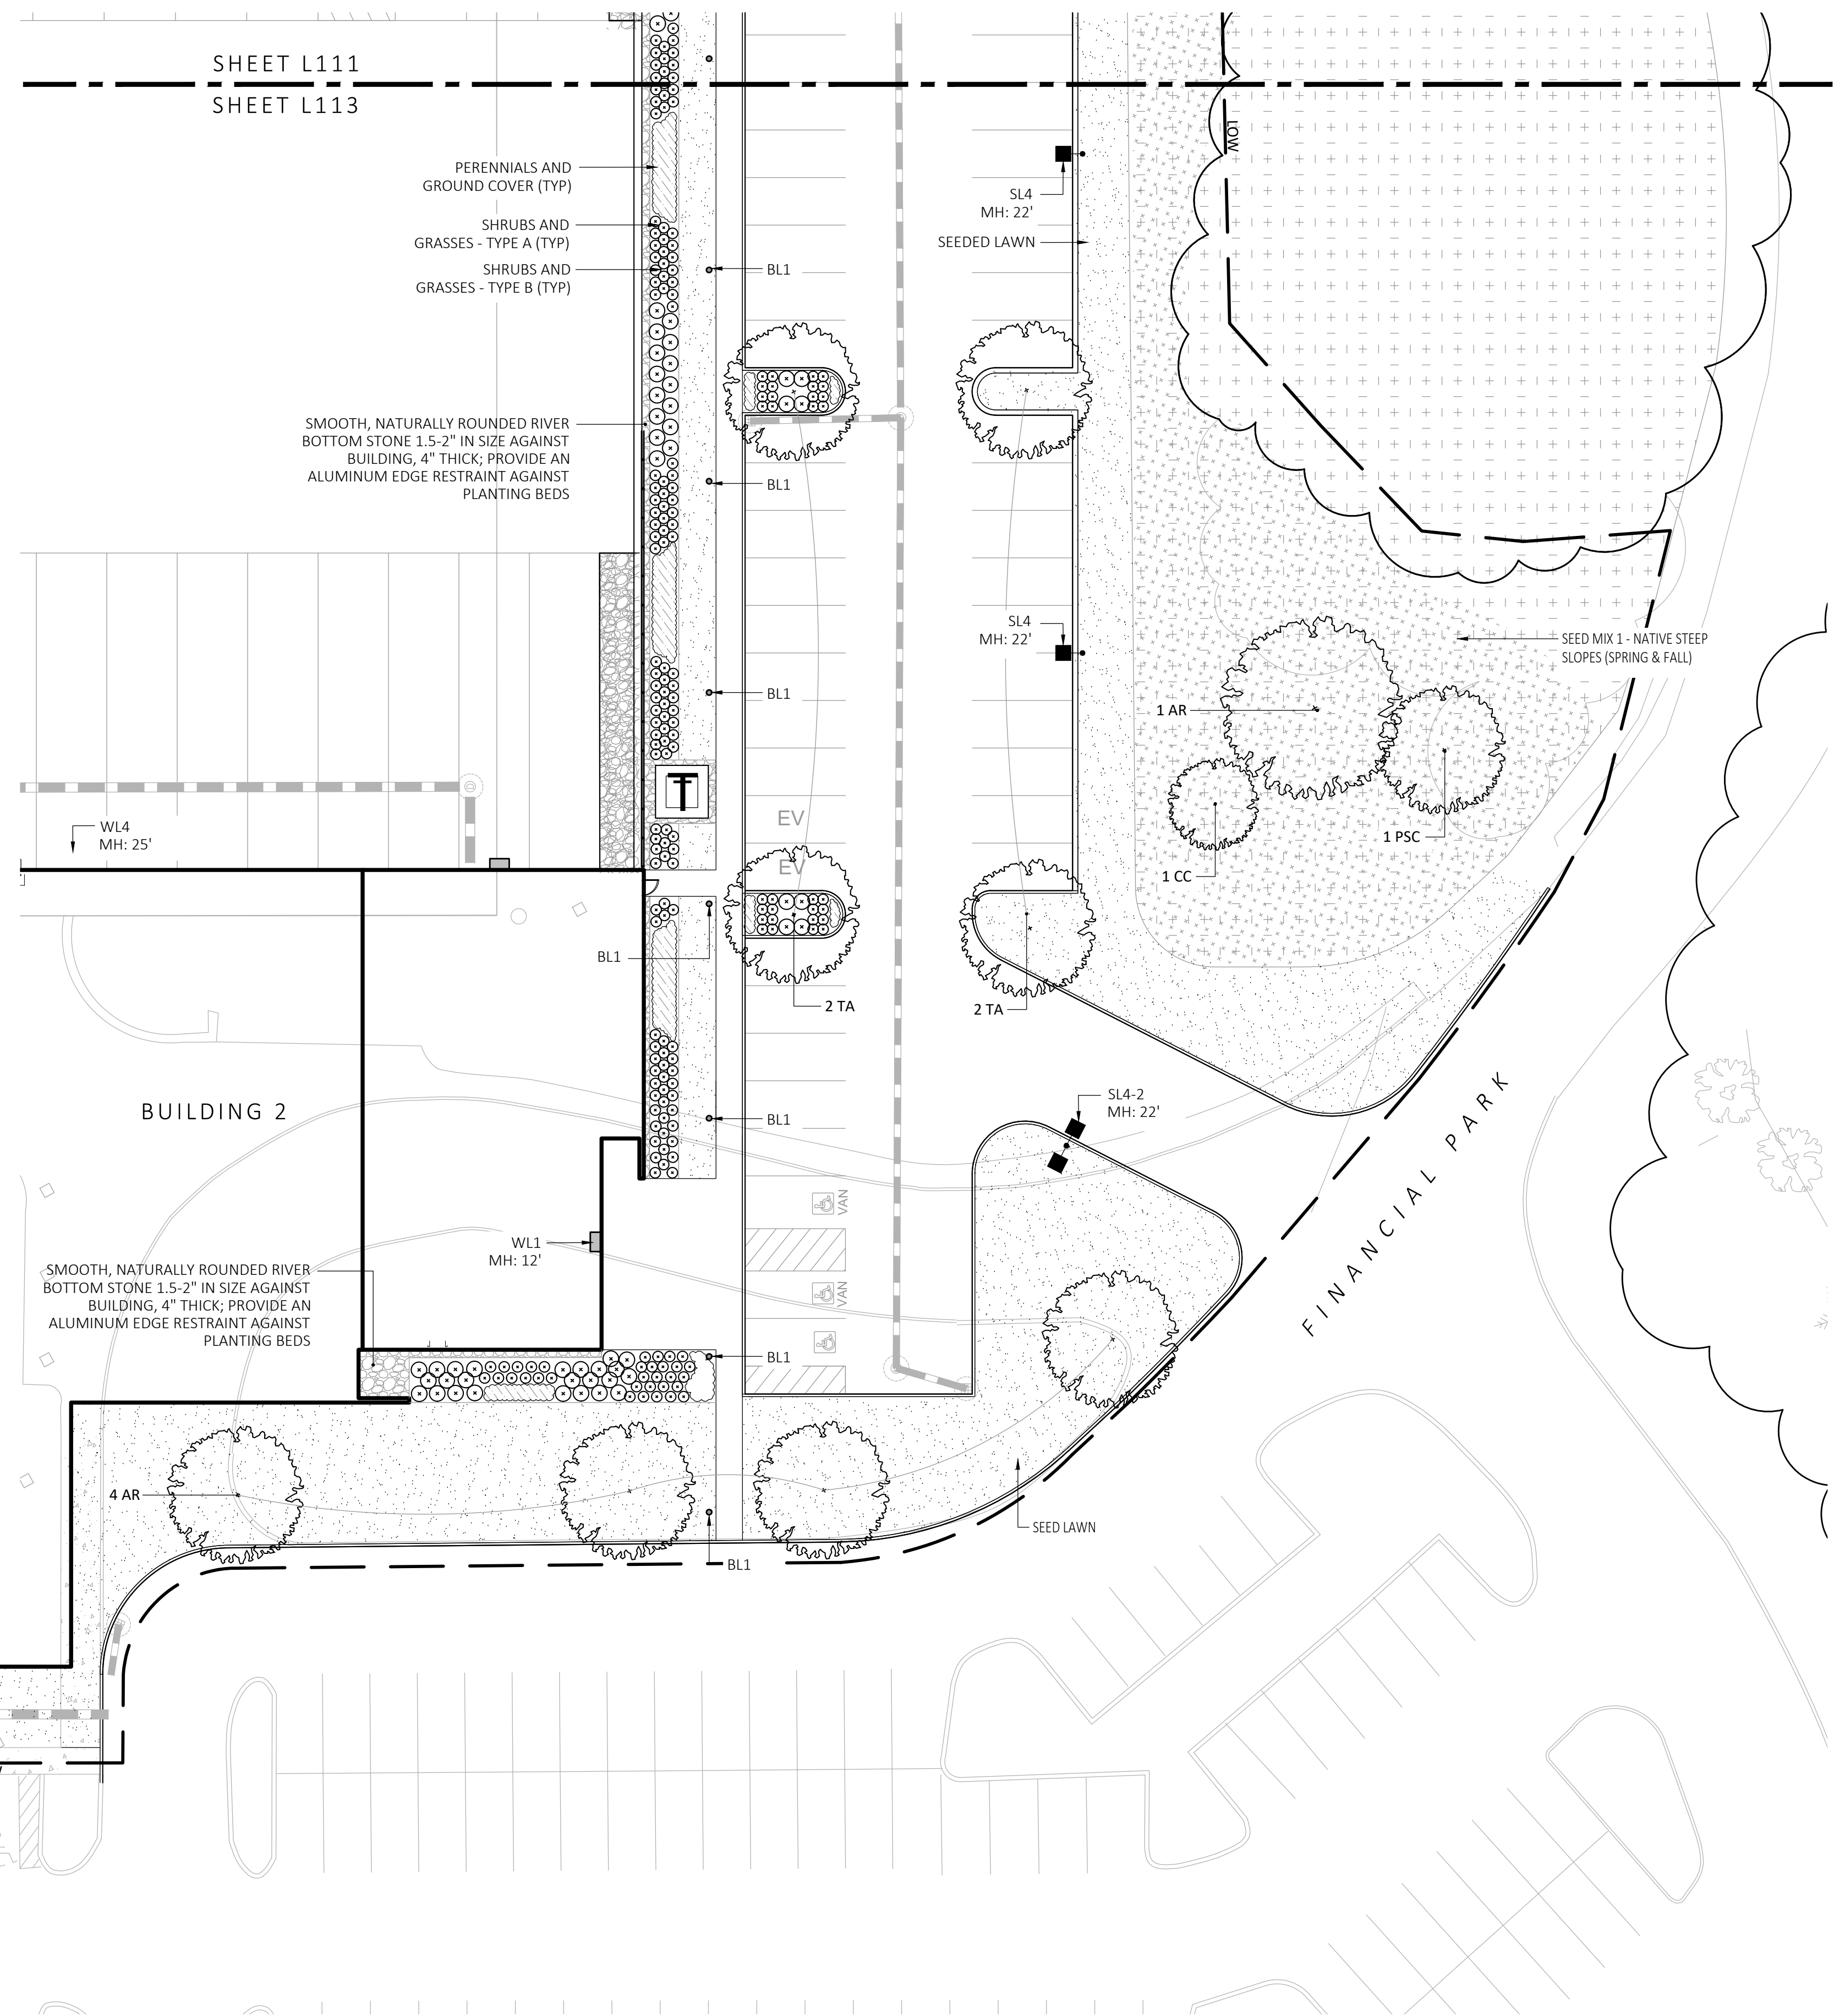 SHEET L111
SHEET L113
LOW
PERENNIALS AND
GROUND COVER (TYP)
SHRUBS AND
GRASSES - TYPE A (TYP)
SHRUBS AND
GRASSES - TYPE B (TYP)
BL1
SL4
MH: 22'
SEEDED LAWN
SMOOTH, NATURALLY ROUNDED RIVER
BOTTOM STONE 1.5-2" IN SIZE AGAINST
BUILDING, 4" THICK; PROVIDE AN
ALUMINUM EDGE RESTRAINT AGAINST
PLANTING BEDS
BL1
SL4
MH: 22'
SEED MIX 1 - NATIVE STEEP
SLOPES (SPRING & FALL)
BL1
1 AR
T
EV
WL4
MH: 25'
1 PSC
EV
1 CC
BL1
2 TA
2 TA
BUILDING 2
BL1
SL4-2
MH: 22'
FINANCIAL PARK
VAN
WL1
MH: 12'
VAN
SMOOTH, NATURALLY ROUNDED RIVER
BOTTOM STONE 1.5-2" IN SIZE AGAINST
BUILDING, 4" THICK; PROVIDE AN
ALUMINUM EDGE RESTRAINT AGAINST
PLANTING BEDS
BL1
4 AR
SEED LAWN
BL1